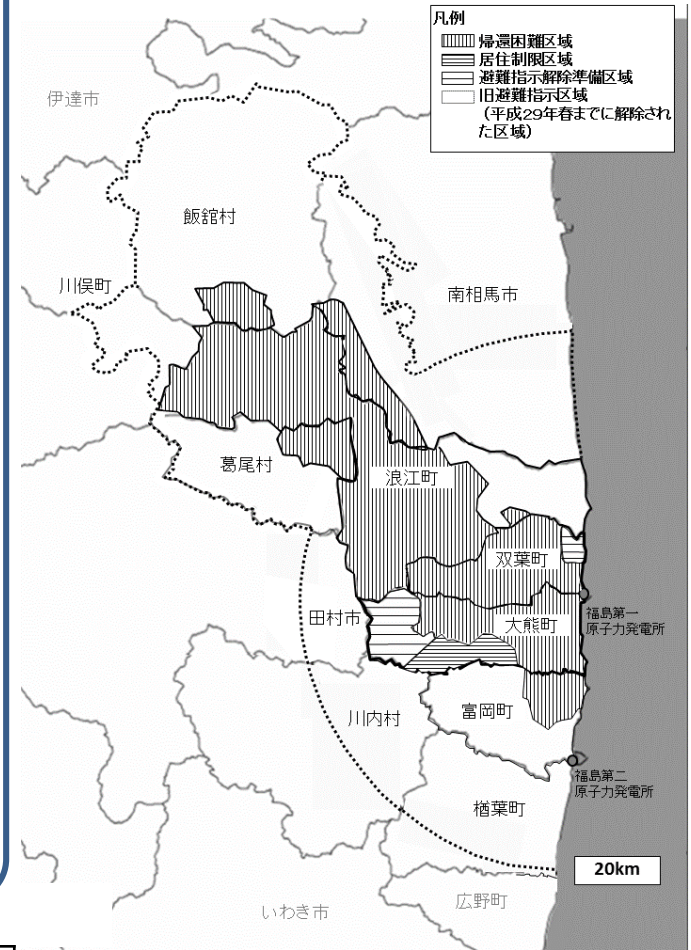 凡例
帰還困難区域
居住制限区域
避難指示解除準備区域
旧避難指示区域
(平成29年春までに解除され
た区域)
伊達市
飯舘村
川俣町
南相馬市
葛尾村
浪江町
双葉町
福島第一
原子力発電所
田村市
大熊町
川内村
富岡町
福島第二
原子力発電所
楢葉町
20km
いわき市
広野町